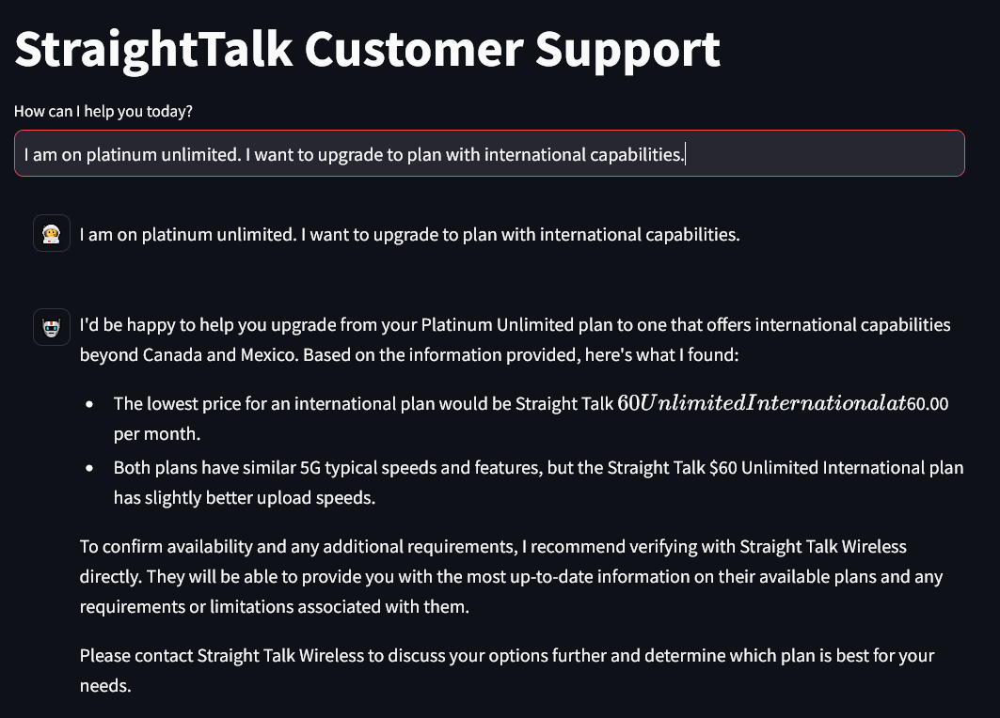 StraightTalk Customer Support
How can I help you today?
I am on platinum unlimited. I want to upgrade to plan with international capabilities.
I am on platinum unlimited. I want to upgrade to plan with international capabilities.
I'd be happy to help you upgrade from your Platinum Unlimited plan to one that offers international capabilities
beyond Canada and Mexico. Based on the information provided, here's what I found:
• The lowest price for an international plan would be Straight Talk 60UnlimitedInternationalat60.00
per month.
• Both plans have similar 5G typical speeds and features, but the Straight Talk $60 Unlimited International plan
has slightly better upload speeds.
To confirm availability and any additional requirements, I recommend verifying with Straight Talk Wireless
directly. They will be able to provide you with the most up-to-date information on their available plans and any
requirements or limitations associated with them.
Please contact Straight Talk Wireless to discuss your options further and determine which plan is best for your
needs.